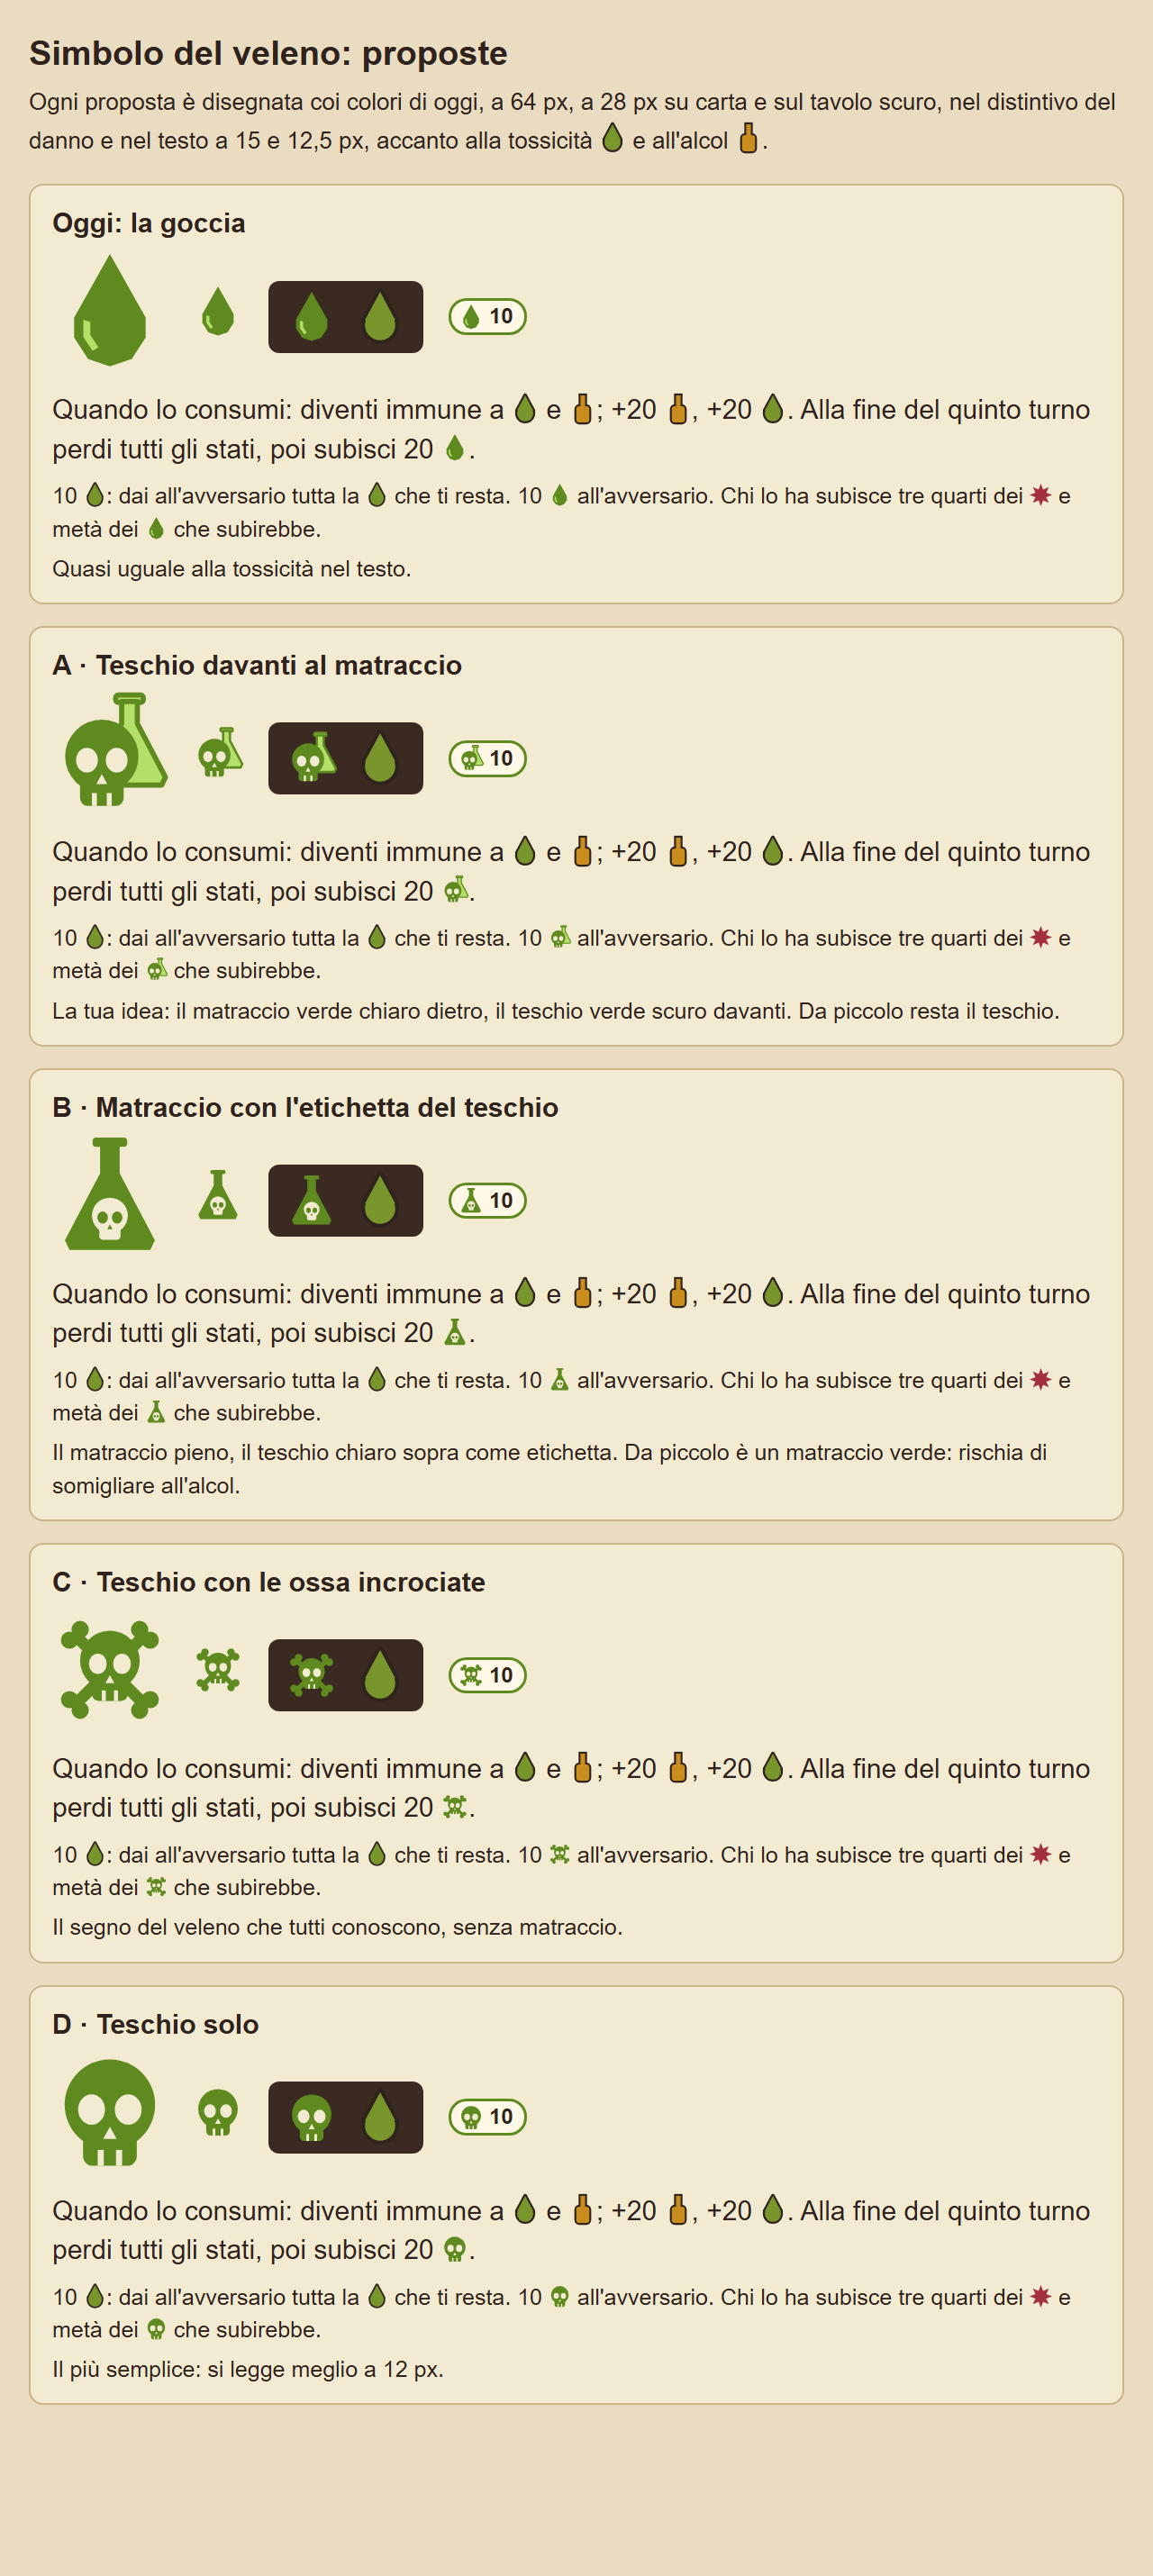 Simbolo del veleno: proposte
Ogni proposta è disegnata coi colori di oggi, a 64 px, a 28 px su carta e sul tavolo scuro, nel distintivo del
danno e nel testo a 15 e 12,5 px, accanto alla tossicità e all'alcol .
Oggi: la goccia
10
Quando lo consumi: diventi immune a e ; +20 , +20 . Alla fine del quinto turno
perdi tutti gli stati, poi subisci 20 .
10 : dai all'avversario tutta la che ti resta. 10 all'avversario. Chi lo ha subisce tre quarti dei e
metà dei che subirebbe.
Quasi uguale alla tossicità nel testo.
A · Teschio davanti al matraccio
10
Quando lo consumi: diventi immune a e ; +20 , +20 . Alla fine del quinto turno
perdi tutti gli stati, poi subisci 20 .
10 : dai all'avversario tutta la che ti resta. 10 all'avversario. Chi lo ha subisce tre quarti dei e
metà dei che subirebbe.
La tua idea: il matraccio verde chiaro dietro, il teschio verde scuro davanti. Da piccolo resta il teschio.
B · Matraccio con l'etichetta del teschio
10
Quando lo consumi: diventi immune a e ; +20 , +20 . Alla fine del quinto turno
perdi tutti gli stati, poi subisci 20 .
10 : dai all'avversario tutta la che ti resta. 10 all'avversario. Chi lo ha subisce tre quarti dei e
metà dei che subirebbe.
Il matraccio pieno, il teschio chiaro sopra come etichetta. Da piccolo è un matraccio verde: rischia di
somigliare all'alcol.
C · Teschio con le ossa incrociate
10
Quando lo consumi: diventi immune a e ; +20 , +20 . Alla fine del quinto turno
perdi tutti gli stati, poi subisci 20 .
10 : dai all'avversario tutta la che ti resta. 10 all'avversario. Chi lo ha subisce tre quarti dei e
metà dei che subirebbe.
Il segno del veleno che tutti conoscono, senza matraccio.
D · Teschio solo
10
Quando lo consumi: diventi immune a e ; +20 , +20 . Alla fine del quinto turno
perdi tutti gli stati, poi subisci 20 .
10 : dai all'avversario tutta la che ti resta. 10 all'avversario. Chi lo ha subisce tre quarti dei e
metà dei che subirebbe.
Il più semplice: si legge meglio a 12 px.